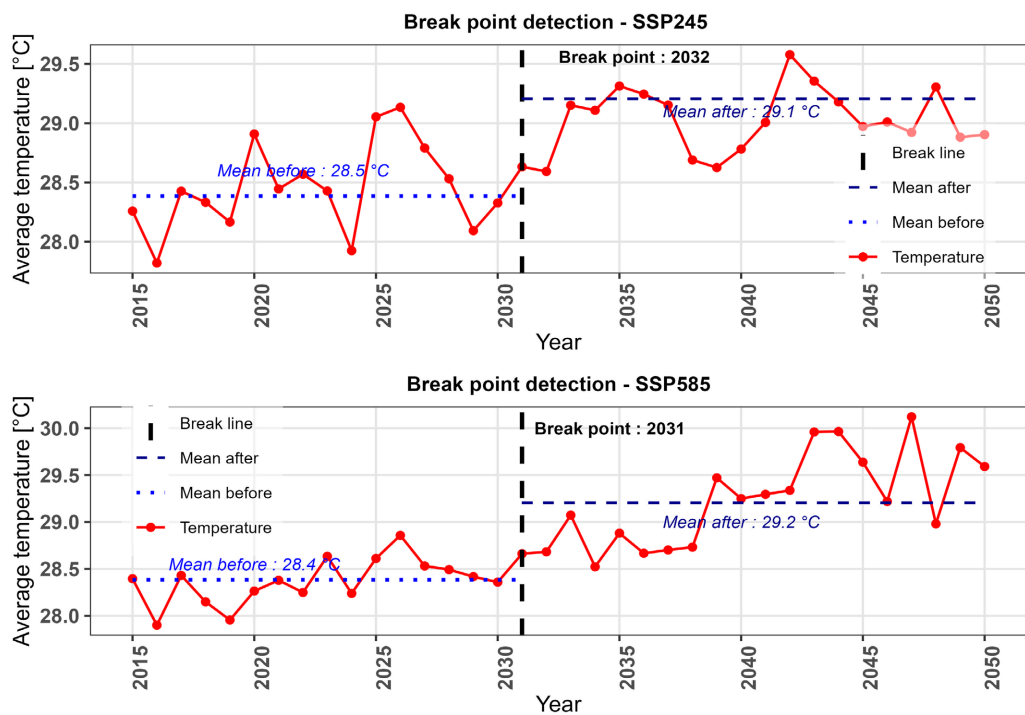 Break point detection - SSP245
Average temperature [°C]
29.5
29.0
28.5
28.0
Break point : 2032
Mean after : 29.1 °C
Mean before : 28.5 °C
Break line
Mean after
Mean before
Temperature
2015
2020
2025
2030
2035
2040
2045
2050
Year
Break point detection - SSP585
Average temperature [°C]
30.0
29.5
29.0
28.5
28.0
Break line
Mean after
Mean before
Temperature
Break point : 2031
Mean after : 29.2 °C
Mean before : 28.4 °C
2015
2020
2025
2030
2035
2040
2045
2050
Year